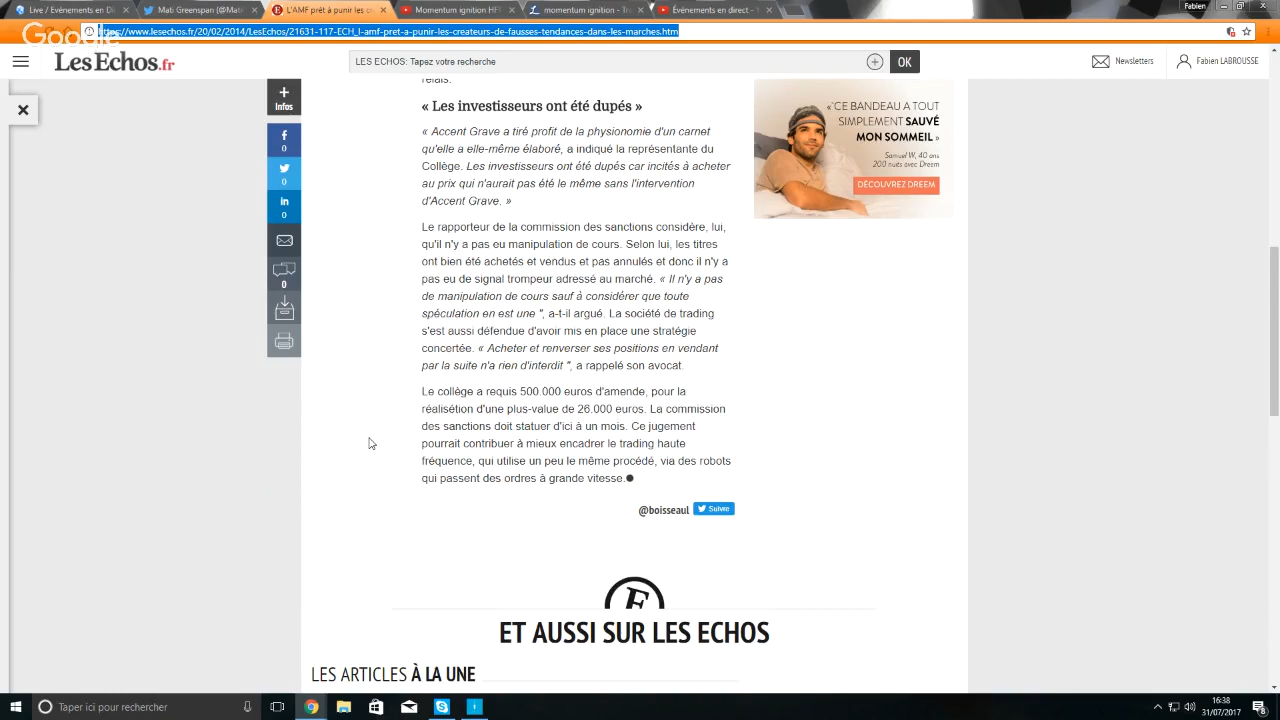 Live / Evénements en Di
Mati Greenspan (@Mati
L'AMF prêt à punir les c
Momentum ignition HF
momentum ignition - Tra
Événements en direct - Y
Fabien
https://www.lesechos.fr/20/02/2014/LesEchos/21631-117-ECH_l-amf-pret-a-punir-les-createurs-de-fausses-tendances-dans-les-marches.htm
Google
LesEchos.fr
LES ECHOS: Tapez votre recherche
OK
Newsletters
Fabien LABROUSSE
relais.
Infos
0
0
in
0
0
« Les investisseurs ont été dupés »
« Accent Grave a tiré profit de la physionomie d'un carnet
qu'elle a elle-même élaboré, a indiqué la représentante du
Collège. Les investisseurs ont été dupés car incités à acheter
au prix qui n'aurait pas été le même sans l'intervention
d'Accent Grave. »
Le rapporteur de la commission des sanctions considère, lui,
qu'il n'y a pas eu manipulation de cours. Selon lui, les titres
ont bien été achetés et vendus et pas annulés et donc il n'y a
pas eu de signal trompeur adressé au marché. « Il n'y a pas
de manipulation de cours sauf à considérer que toute
spéculation en est une ", a-t-il argué. La société de trading
s'est aussi défendue d'avoir mis en place une stratégie
concertée. « Acheter et renverser ses positions en vendant
par la suite n'a rien d'interdit ", a rappelé son avocat.
Le collège a requis 500.000 euros d'amende, pour la
réalisétion d'une plus-value de 26.000 euros. La commission
des sanctions doit statuer d'ici à un mois. Ce jugement
pourrait contribuer à mieux encadrer le trading haute
fréquence, qui utilise un peu le même procédé, via des robots
qui passent des ordres à grande vitesse.
@boisseaul Suivre
« CE BANDEAU A TOUT
SIMPLEMENT SAUVÉ
MON SOMMEIL »
Samuel W, 40 ans
200 nuits avec Dreem
DÉCOUVREZ DREEM
E
ET AUSSI SUR LES ECHOS
LES ARTICLES À LA UNE
Taper ici pour rechercher
16:38
31/07/2017
8